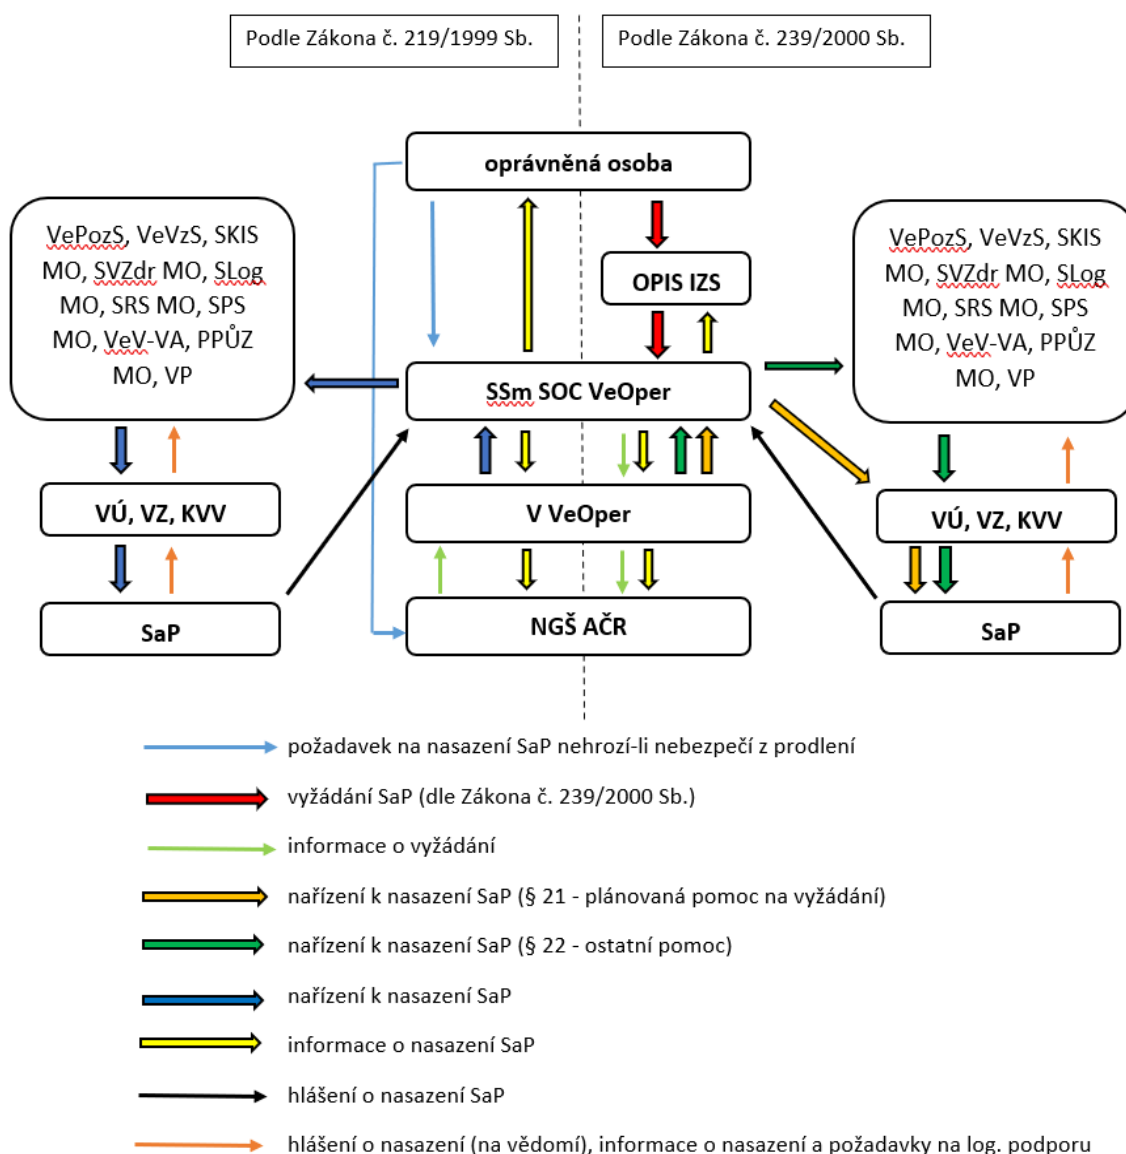 Podle Zákona č. 219/1999 Sb.
Podle Zákona č. 239/2000 Sb.
oprávněná osoba
VePozS, VeVzS, SKIS
MO, SVZdr MO, SLog
MO, SRS MO, SPS
MO, VeV-VA, PPŮZ
MO, VP
OPIS IZS
VePozS, VeVzS, SKIS
MO, SVZdr MO, SLog
MO, SRS MO, SPS
MO, VeV-VA, PPŮZ
MO, VP
SSm SOC VeOper
VÚ, VZ, KVV
V VeOper
VÚ, VZ, KVV
SaP
NGŠ AČR
SaP
požadavek na nasazení SaP nehrozí-li nebezpečí z prodlení
vyžádání SaP (dle Zákona č. 239/2000 Sb.)
informace o vyžádání
nařízení k nasazení SaP (§ 21 - plánovaná pomoc na vyžádání)
nařízení k nasazení SaP (§ 22 - ostatní pomoc)
nařízení k nasazení SaP
informace o nasazení SaP
hlášení o nasazení SaP
hlášení o nasazení (na vědomí), informace o nasazení a požadavky na log. podporu